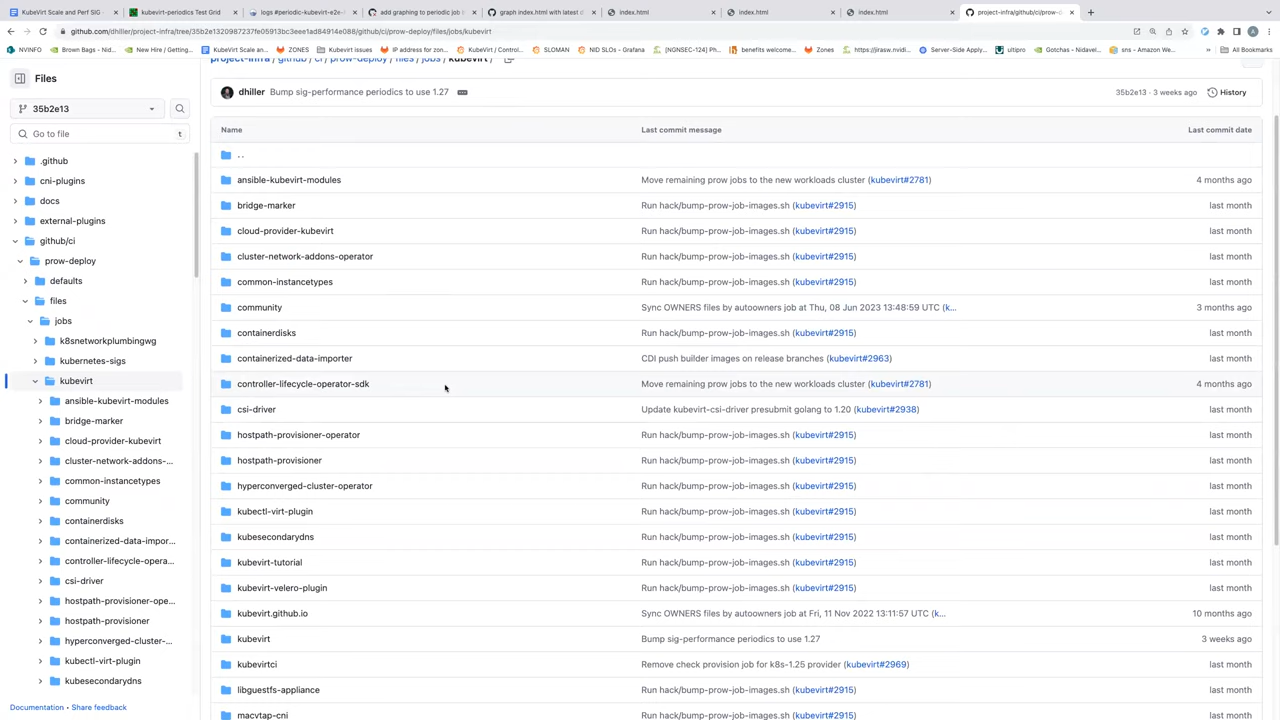 KubeVirt Scale and Perf SIG -
kubevirt-periodics Test Grid
logs #periodic-kubevirt-e2e-
add graphing to periodic job
graph index.html with latest d
index.html
index.html
index.html
project-infra/github/ci/prow-
github.com/dhiller/project-infra/tree/35b2e1320987237fe05913bc3eee1ad84914e088/github/ci/prow-deploy/files/jobs/kubevirt
NVINFO
Brown Bags - Nid...
New Hire / Getting...
KubeVirt Scale an...
ZONES
Kubevirt issues
IP address for zon...
KubeVirt / Control...
SLOMAN
NID SLOs - Grafana
[NGNSEC-124] Ph...
benefits welcome...
Zones
https://jirasw.nvidi...
Server-Side Apply...
ultipro
Gotchas - Nidavel...
sns - Amazon We...
»
All Bookmarks
Files
35b2e13
Go to file
t
.github
cni-plugins
docs
external-plugins
github/ci
prow-deploy
defaults
files
jobs
k8snetworkplumbingwg
kubernetes-sigs
kubevirt
ansible-kubevirt-modules
bridge-marker
cloud-provider-kubevirt
cluster-network-addons-...
common-instancetypes
community
containerdisks
containerized-data-impor...
controller-lifecycle-opera...
csi-driver
hostpath-provisioner-ope...
hostpath-provisioner
hyperconverged-cluster-...
kubectl-virt-plugin
kubesecondarydns
Documentation • Share feedback
project-infra / github / ci / prow-deploy / files / jobs / kubevirt /
dhiller Bump sig-performance periodics to use 1.27
35b2e13 · 3 weeks ago
History
Name Last commit message Last commit date
..
ansible-kubevirt-modules Move remaining prow jobs to the new workloads cluster (kubevirt#2781) 4 months ago
bridge-marker Run hack/bump-prow-job-images.sh (kubevirt#2915) last month
cloud-provider-kubevirt Run hack/bump-prow-job-images.sh (kubevirt#2915) last month
cluster-network-addons-operator Run hack/bump-prow-job-images.sh (kubevirt#2915) last month
common-instancetypes Run hack/bump-prow-job-images.sh (kubevirt#2915) last month
community Sync OWNERS files by autoowners job at Thu, 08 Jun 2023 13:48:59 UTC (k... 3 months ago
containerdisks Run hack/bump-prow-job-images.sh (kubevirt#2915) last month
containerized-data-importer CDI push builder images on release branches (kubevirt#2963) last month
controller-lifecycle-operator-sdk Move remaining prow jobs to the new workloads cluster (kubevirt#2781) 4 months ago
csi-driver Update kubevirt-csi-driver presubmit golang to 1.20 (kubevirt#2938) last month
hostpath-provisioner-operator Run hack/bump-prow-job-images.sh (kubevirt#2915) last month
hostpath-provisioner Run hack/bump-prow-job-images.sh (kubevirt#2915) last month
hyperconverged-cluster-operator Run hack/bump-prow-job-images.sh (kubevirt#2915) last month
kubectl-virt-plugin Run hack/bump-prow-job-images.sh (kubevirt#2915) last month
kubesecondarydns Run hack/bump-prow-job-images.sh (kubevirt#2915) last month
kubevirt-tutorial Run hack/bump-prow-job-images.sh (kubevirt#2915) last month
kubevirt-velero-plugin Run hack/bump-prow-job-images.sh (kubevirt#2915) last month
kubevirt.github.io Sync OWNERS files by autoowners job at Fri, 11 Nov 2022 13:11:57 UTC (k... 10 months ago
kubevirt Bump sig-performance periodics to use 1.27 3 weeks ago
kubevirtci Remove check provision job for k8s-1.25 provider (kubevirt#2969) last month
libguestfs-appliance Run hack/bump-prow-job-images.sh (kubevirt#2915) last month
macvtap-cni Run hack/bump-prow-job-images.sh (kubevirt#2915) last month